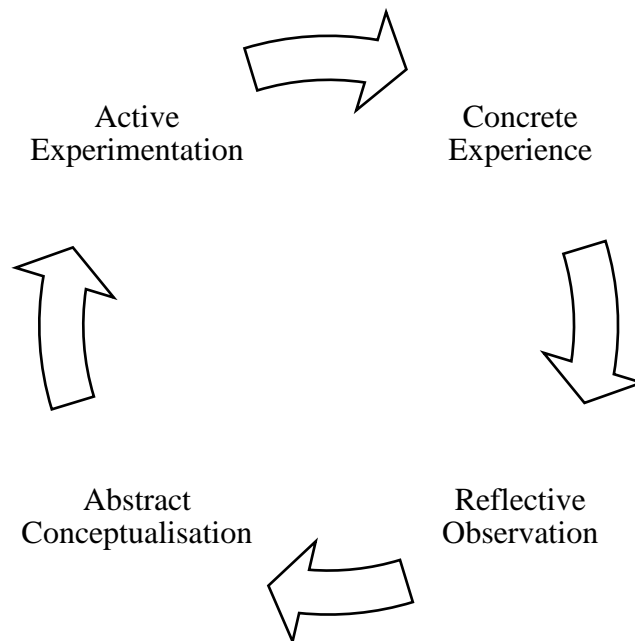 Active
Experimentation
Concrete
Experience
Abstract
Conceptualisation
Reflective
Observation